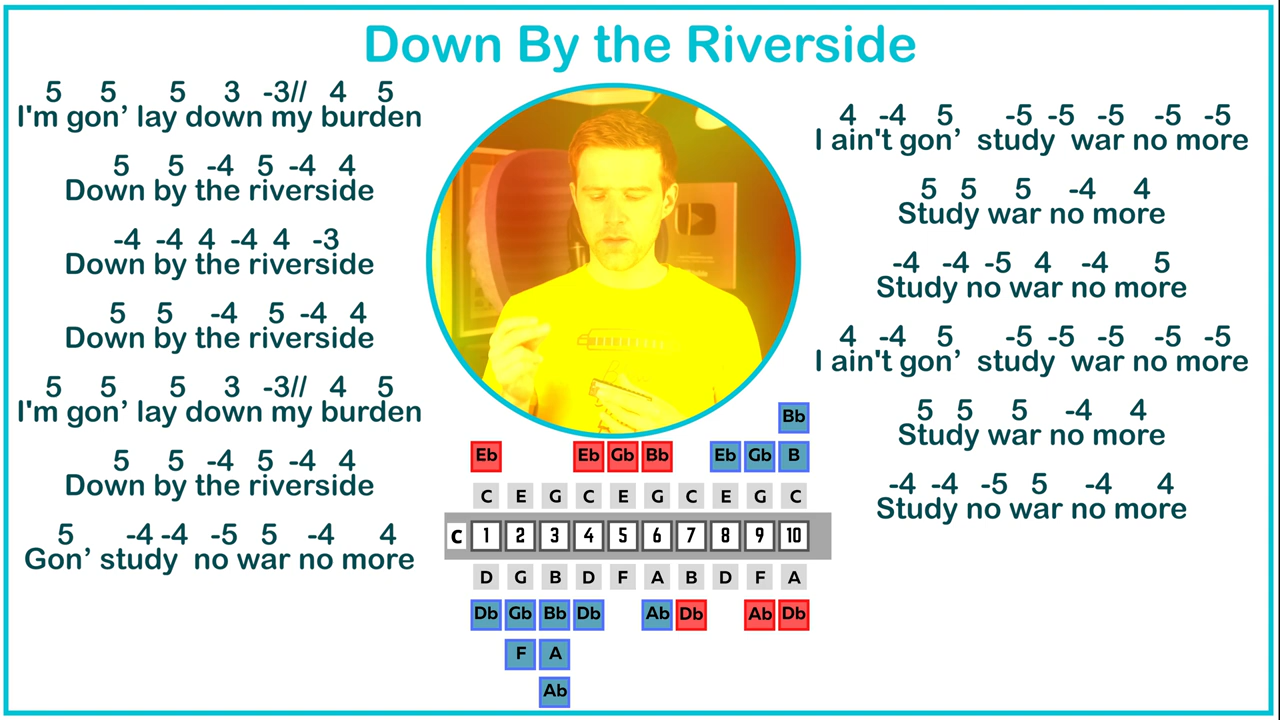 Down By the Riverside
5 5 5 3 -3// 4 5
I'm gon’ lay down my burden
5 5 -4 5 -4 4
Down by the riverside
-4 -4 4 -4 4 -3
Down by the riverside
5 5 -4 5 -4 4
Down by the riverside
5 5 5 3 -3// 4 5
I'm gon’ lay down my burden
5 5 -4 5 -4 4
Down by the riverside
5 -4 -4 -5 5 -4 4
Gon’ study no war no more
4 -4 5 -5 -5 -5 -5 -5
I ain't gon’ study war no more
5 5 5 -4 4
Study war no more
-4 -4 -5 4 -4 5
Study no war no more
4 -4 5 -5 -5 -5 -5 -5
I ain't gon’ study war no more
5 5 5 -4 4
Study war no more
-4 -4 -5 5 -4 4
Study no war no more
Bb
Eb Eb Gb Bb Eb Gb B
C E G C E G C E G C
C 1 2 3 4 5 6 7 8 9 10
D G B D F A B D F A
Db Gb Bb Db Ab Db Ab Db
F A
Ab